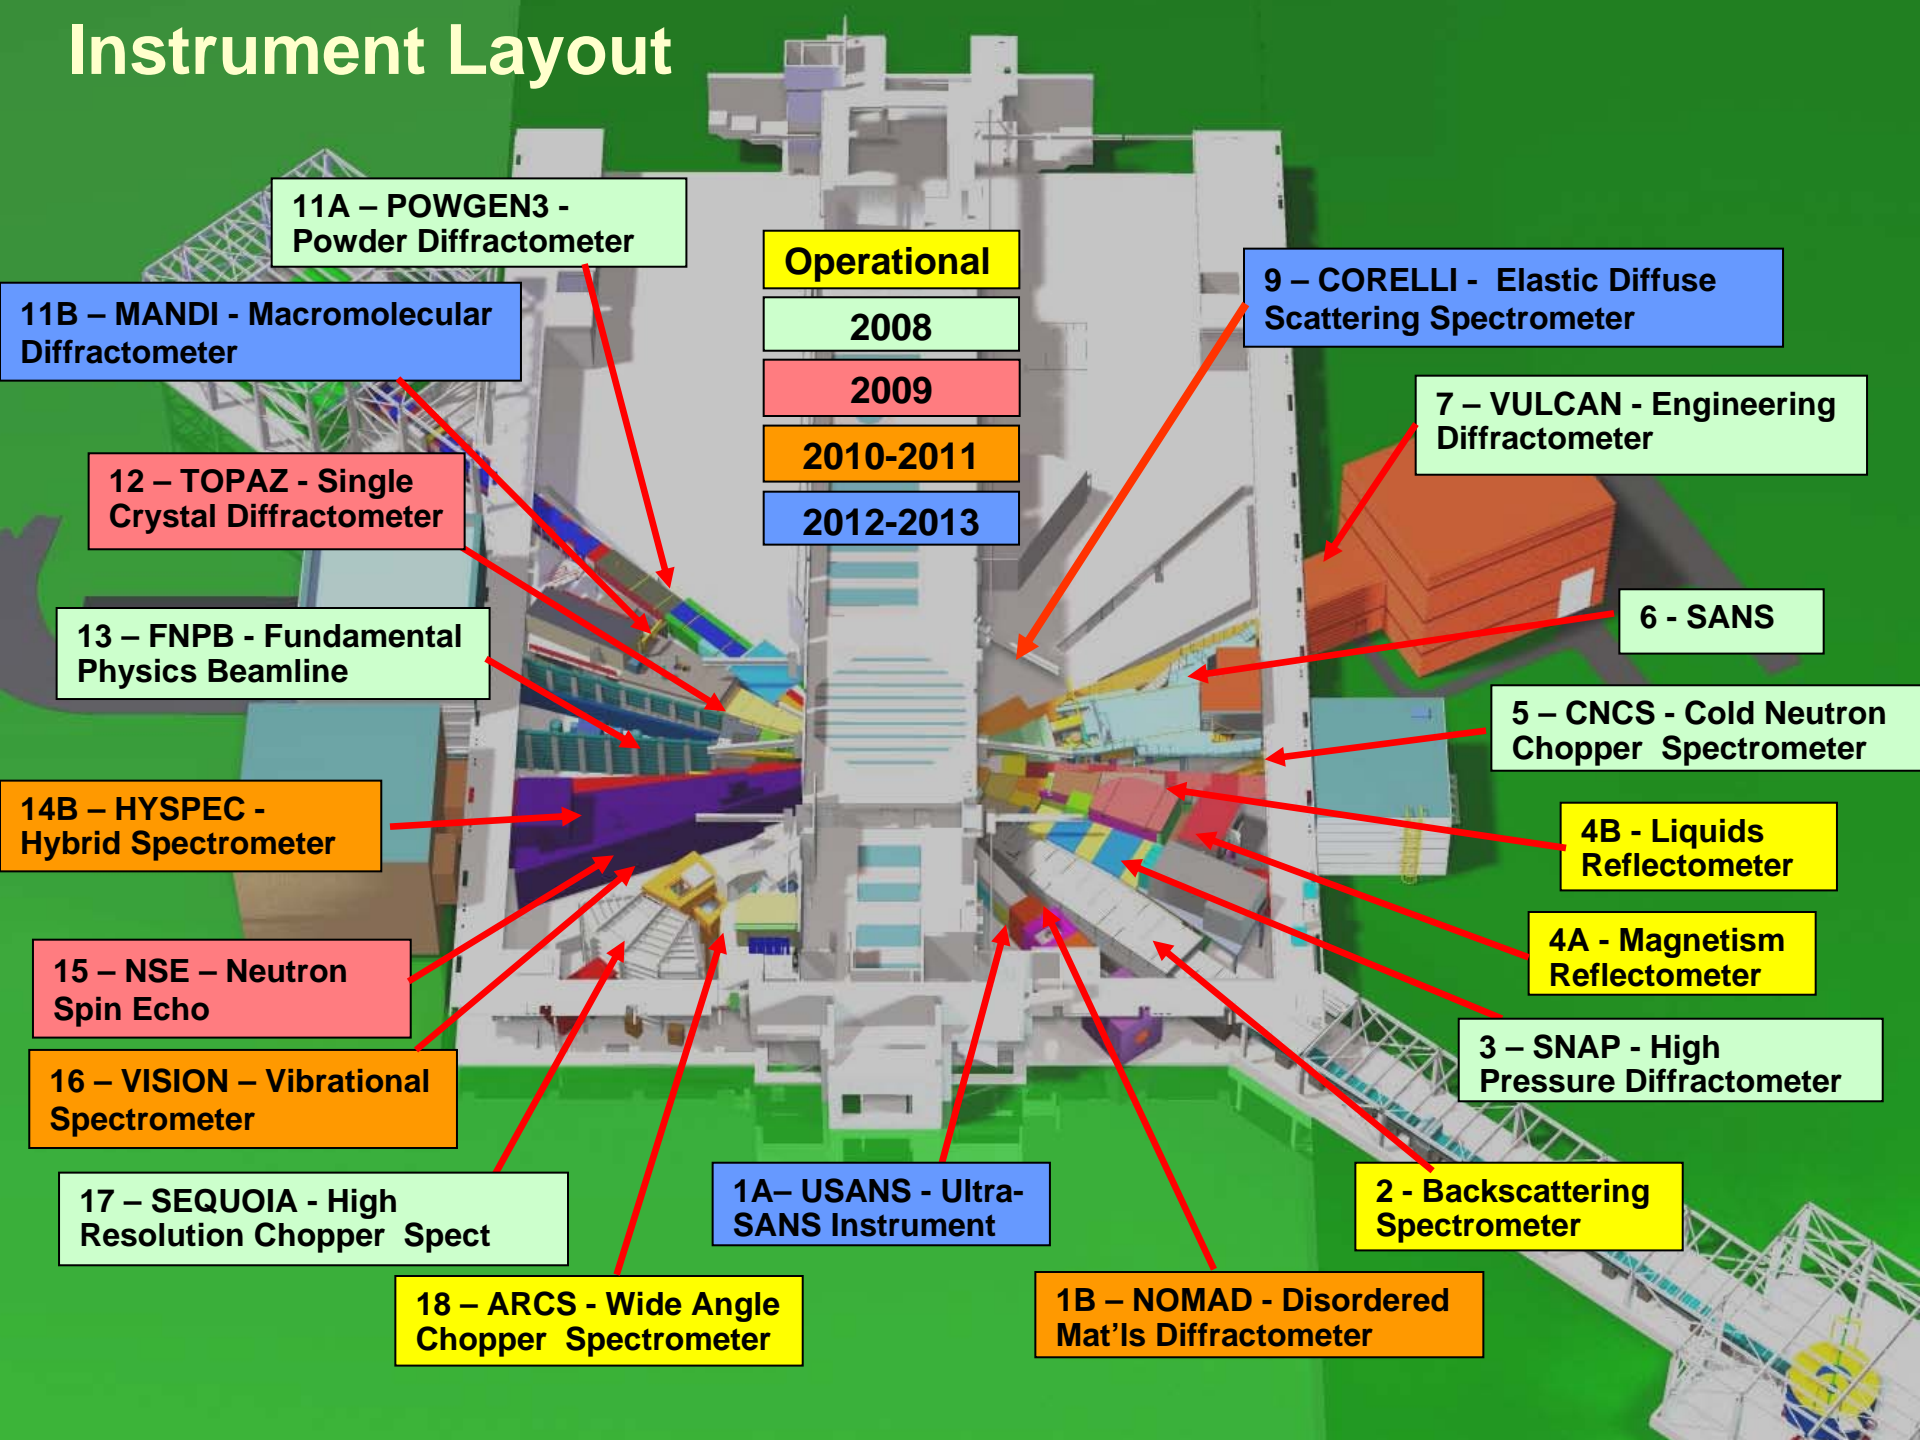 Instrument Layout
11A – POWGEN3 -
Powder Diffractometer
Operational
2008
2009
2010-2011
2012-2013
9 – CORELLI -  Elastic Diffuse
Scattering Spectrometer
11B – MANDI - Macromolecular
Diffractometer
7 – VULCAN - Engineering
Diffractometer
12 – TOPAZ - Single
Crystal Diffractometer
6 - SANS
13 – FNPB - Fundamental
Physics Beamline
5 – CNCS - Cold Neutron
Chopper  Spectrometer
14B – HYSPEC -
Hybrid Spectrometer
4B - Liquids
Reflectometer
4A - Magnetism
Reflectometer
15 – NSE – Neutron
Spin Echo
3 – SNAP - High
Pressure Diffractometer
16 – VISION – Vibrational
Spectrometer
17 – SEQUOIA - High
Resolution Chopper  Spect
1A– USANS - Ultra-
SANS Instrument
2 - Backscattering
Spectrometer
18 – ARCS - Wide Angle
Chopper  Spectrometer
1B – NOMAD - Disordered
Mat'ls Diffractometer